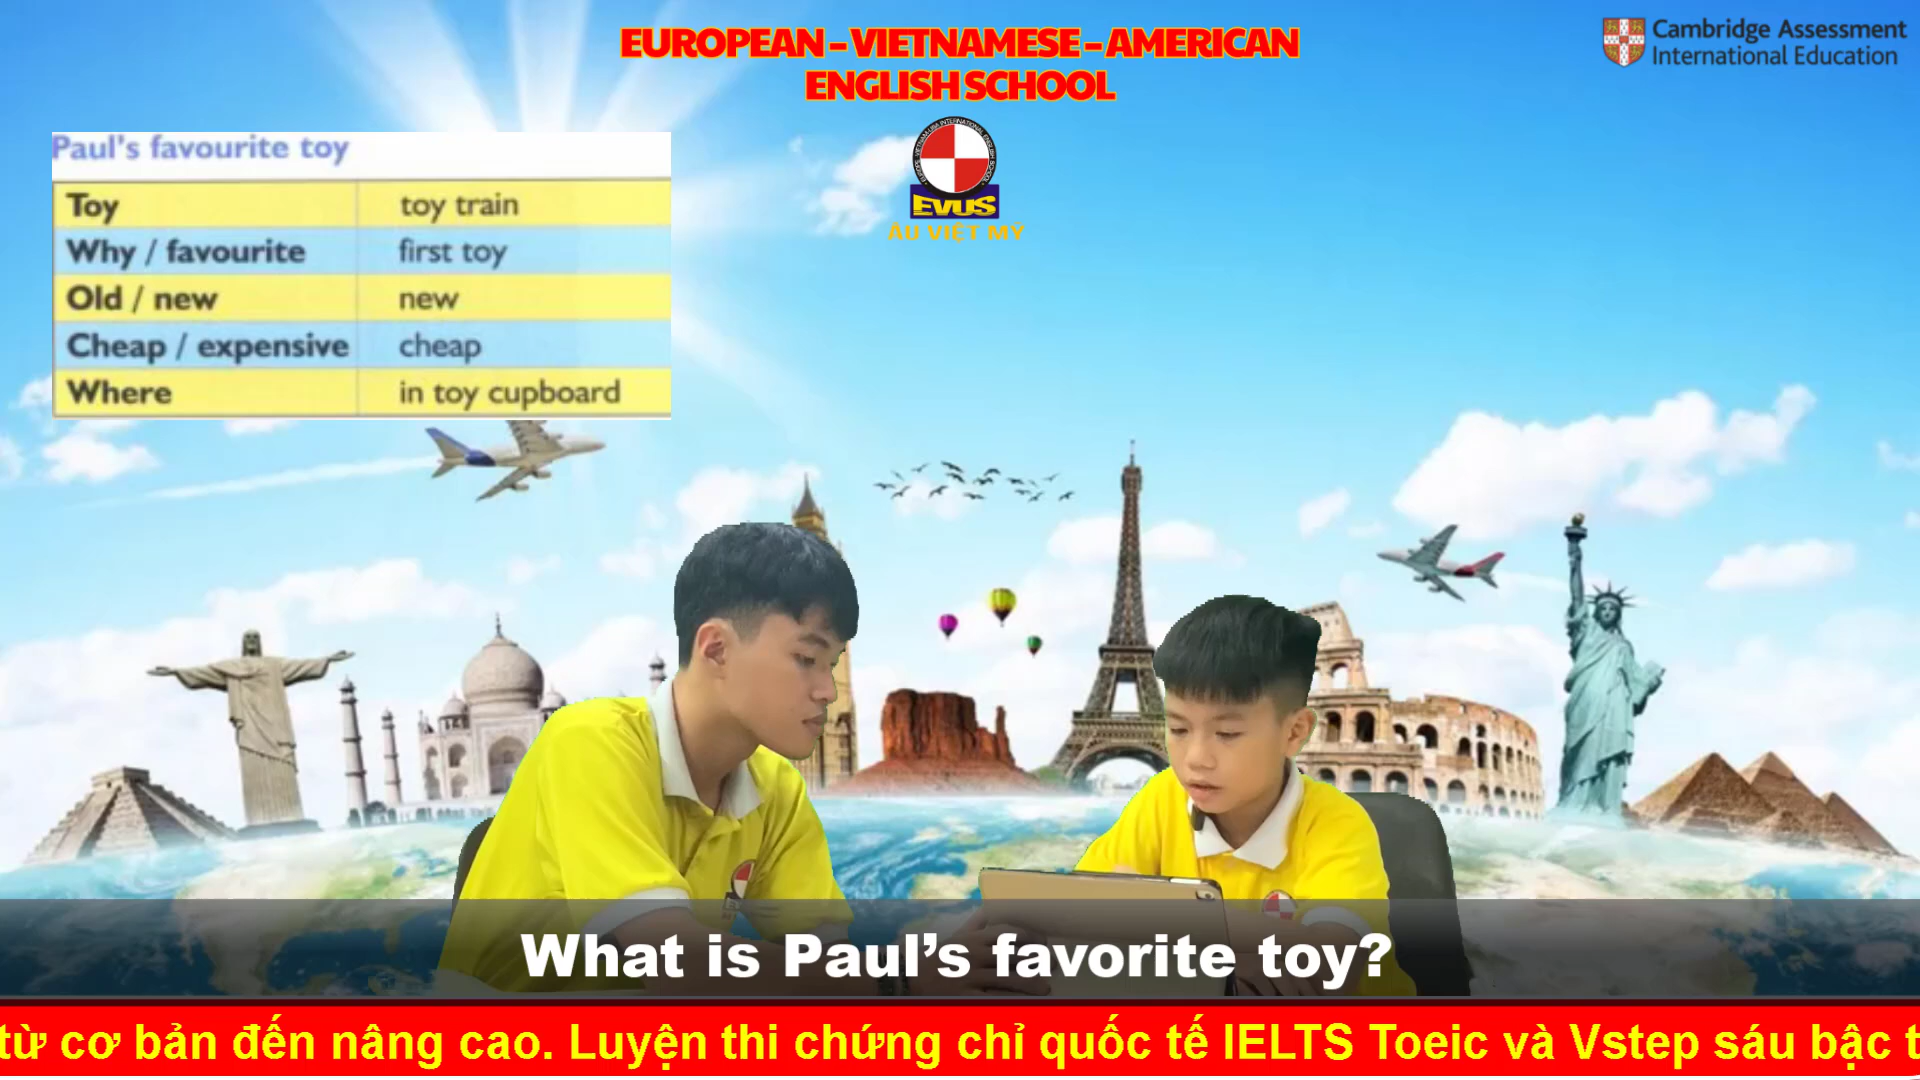 EUROPEAN - VIETNAMESE - AMERICAN
ENGLISH SCHOOL
Cambridge Assessment
International Education
EVUS
ÂU VIỆT MỸ
Paul's favourite toy
Toy toy train
Why / favourite first toy
Old / new new
Cheap / expensive cheap
Where in toy cupboard
What is Paul's favorite toy?
từ cơ bản đến nâng cao. Luyện thi chứng chỉ quốc tế IELTS Toeic và Vstep sáu bậc t